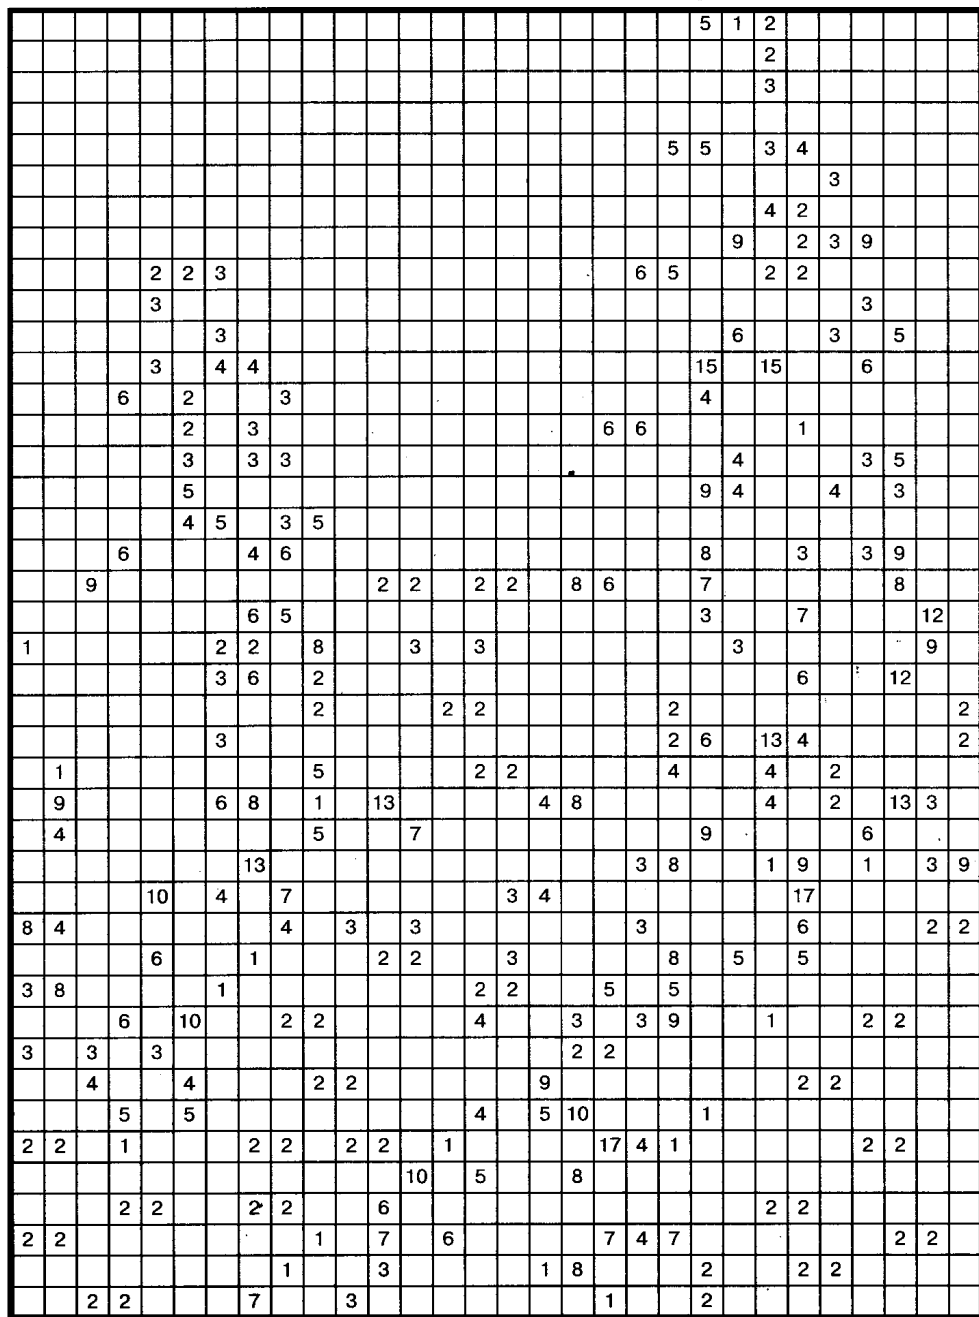 5 1 2
2
3
5 5 3 4
3
4 2
9 2 3 9
2 2 3 6 5 2 2
3 3
3 6 3 5
3 4 4 15 15 6
6 2 3 4
2 3 6 6 1
3 3 3 4 3 5
5 9 4 4 3
4 5 3 5
6 4 6 8 3 3 9
9 2 2 2 2 8 6 7 8
6 5 3 7 12
1 2 2 8 3 3 3 9
3 6 2 6 12
2 2 2 2 2
3 2 6 13 4 2
1 5 2 2 4 4 2
9 6 8 1 13 4 8 4 2 13 3
4 5 7 9 6
13 3 8 1 9 1 3 9
10 4 7 3 4 17
8 4 4 3 3 3 6 2 2
6 1 2 2 3 8 5 5
3 8 1 2 2 5 5
6 10 2 2 4 3 3 9 1 2 2
3 3 3 2 2
4 4 2 2 9 2 2
5 5 4 5 10 1
2 2 1 2 2 2 2 1 17 4 1 2 2
10 5 8
2 2 2 2 6 2 2
2 2 1 7 6 7 4 7 2 2
1 3 1 8 2 2 2
2 2 7 3 1 2